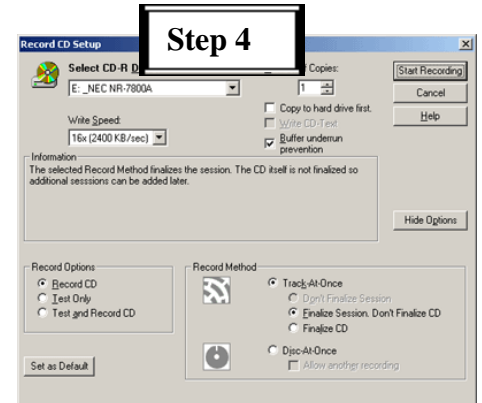 Step 4
Record CD Setup
Select CD-R D
f Copies:
E: _NEC NR-7800A
1
Start Recording
Cancel
Help
Copy to hard drive first.
Write CD-Text
Buffer underrun
prevention
Write Speed:
16x (2400 KB/sec)
Information
The selected Record Method finalizes the session. The CD itself is not finalized so
additional sesssions can be added later.
Hide Options
Record Options
Record CD
Test Only
Test and Record CD
Set as Default
Record Method
Track-At-Once
Don't Finalize Session
Finalize Session. Don't Finalize CD
Finalize CD
Disc-At-Once
Allow another recording